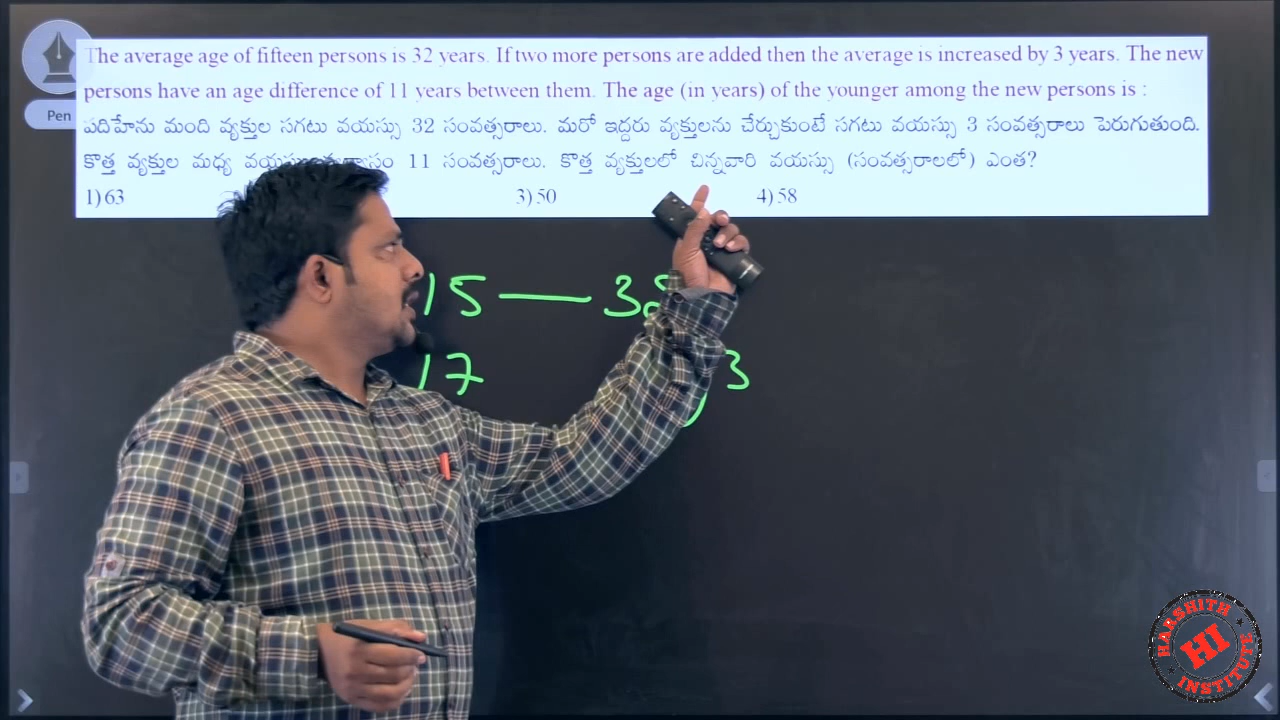 The average age of fifteen persons is 32 years. If two more persons are added then the average is increased by 3 years. The new
persons have an age difference of 11 years between them. The age (in years) of the younger among the new persons is :
పదిహేను మంది వ్యక్తుల సగటు వయస్సు 32 సంవత్సరాలు. మరో ఇద్దరు వ్యక్తులను చేర్చుకుంటే సగటు వయస్సు 3 సంవత్సరాలు పెరుగుతుంది.
కొత్త వ్యక్తుల మధ్య 11 సంవత్సరాలు. కొత్త వ్యక్తులలో చిన్నవారి వయస్సు (సంవత్సరాలలో) ఎంత?
1) 63 3) 50 4) 58
Pen
15 — 32
17 3
HARSHITH
HI
INSTITUTE